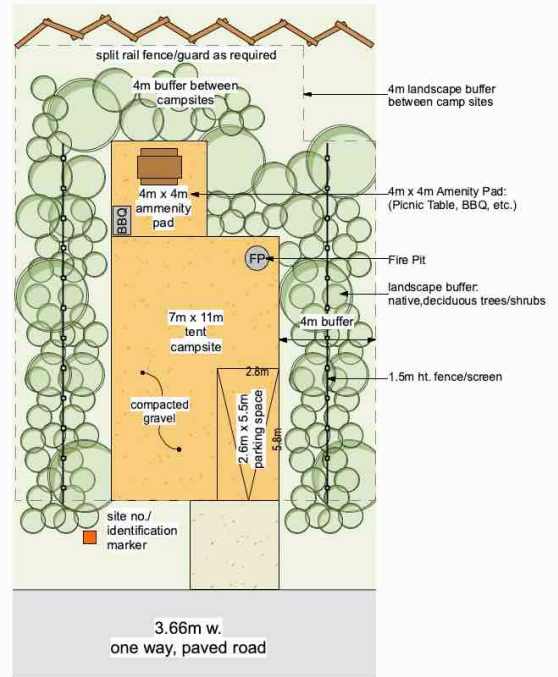 split rail fence/guard as required
4m buffer between
campsites
4m landscape buffer
between camp sites
4m x 4m
ammenity
pad
BBQ
4m x 4m Amenity Pad:
(Picnic Table, BBQ, etc.)
FP
Fire Pit
landscape buffer:
native,deciduous trees/shrubs
7m x 11m
tent
campsite
4m buffer
2.8m
1.5m ht. fence/screen
compacted
gravel
2.6m x 5.5m
parking space
5.8m
site no./
identification
marker
3.66m w.
one way, paved road